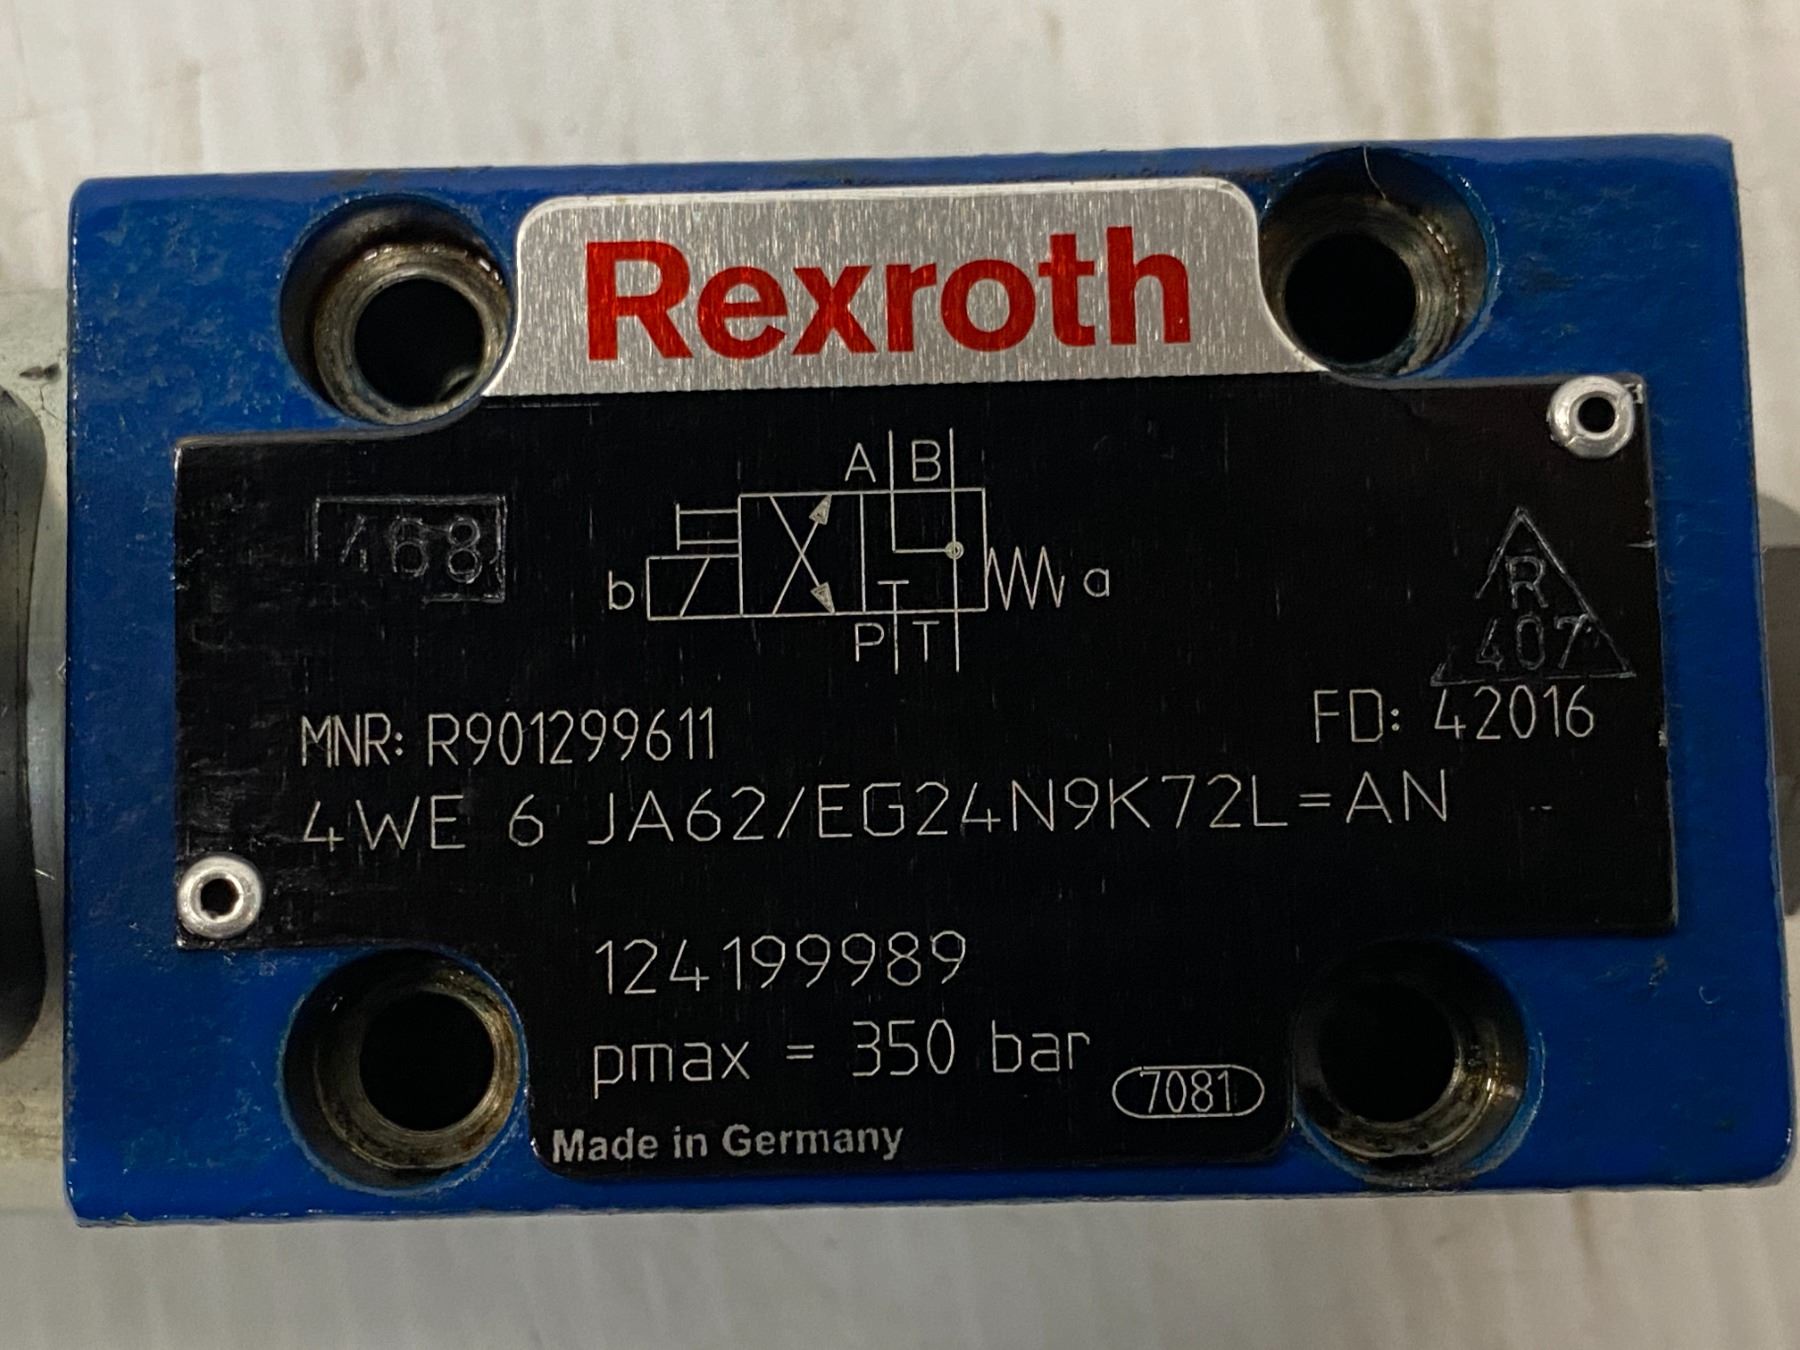 Rexroth
468
A B
b
a
P T
R
407
MNR: R901299611
FD: 42016
4WE 6 JA62/EG24N9K72L=AN
124199989
pmax = 350 bar
7081
Made in Germany